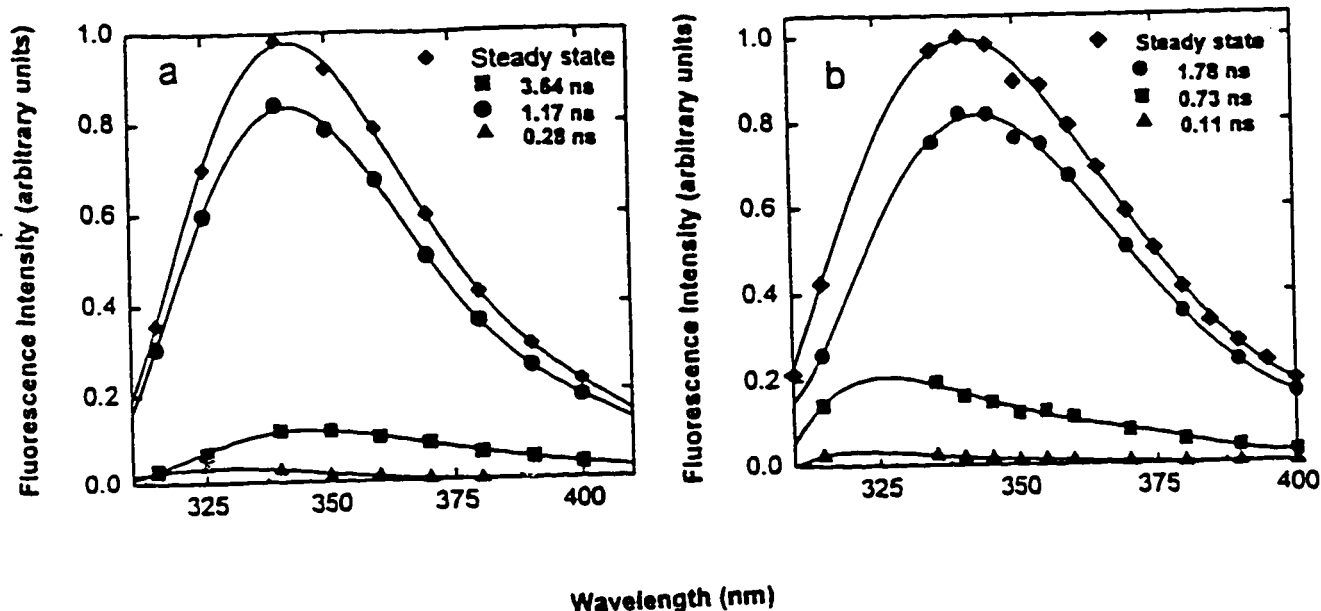 Fluorescence Intensity (arbitrary units)
1.0
0.8
0.6
0.4
0.2
0.0
a
Steady state
3.64 ns
1.17 ns
0.28 ns
325
350
375
400
Fluorescence Intensity (arbitrary units)
1.0
0.8
0.6
0.4
0.2
0.0
b
Steady state
1.78 ns
0.73 ns
0.11 ns
325
350
375
400
Wavelength (nm)